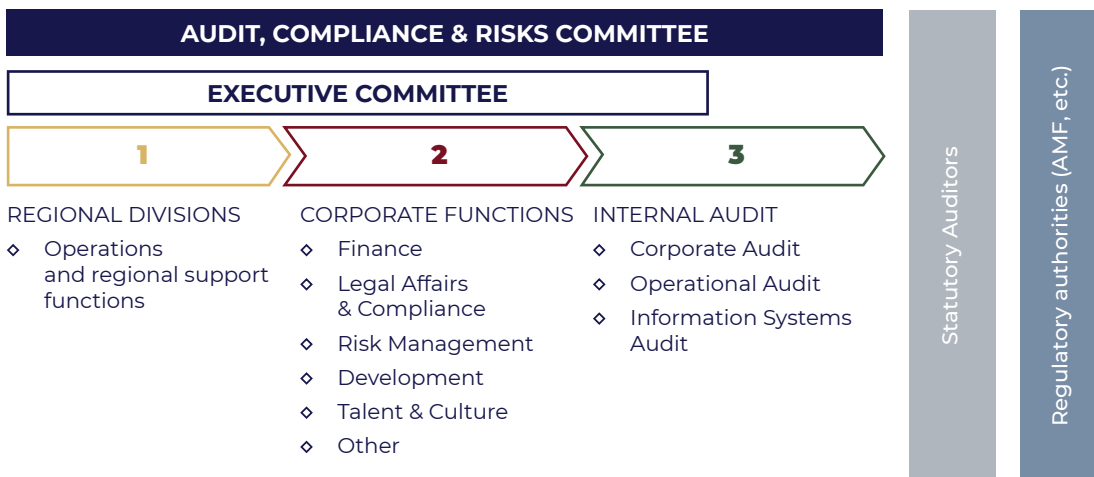 AUDIT, COMPLIANCE & RISKS COMMITTEE
EXECUTIVE COMMITTEE
1
2
3
REGIONAL DIVISIONS
Operations
and regional support
functions
CORPORATE FUNCTIONS
Finance
Legal Affairs
& Compliance
Risk Management
Development
Talent & Culture
Other
INTERNAL AUDIT
Corporate Audit
Operational Audit
Information Systems
Audit
Statutory Auditors
Regulatory authorities (AMF, etc.)